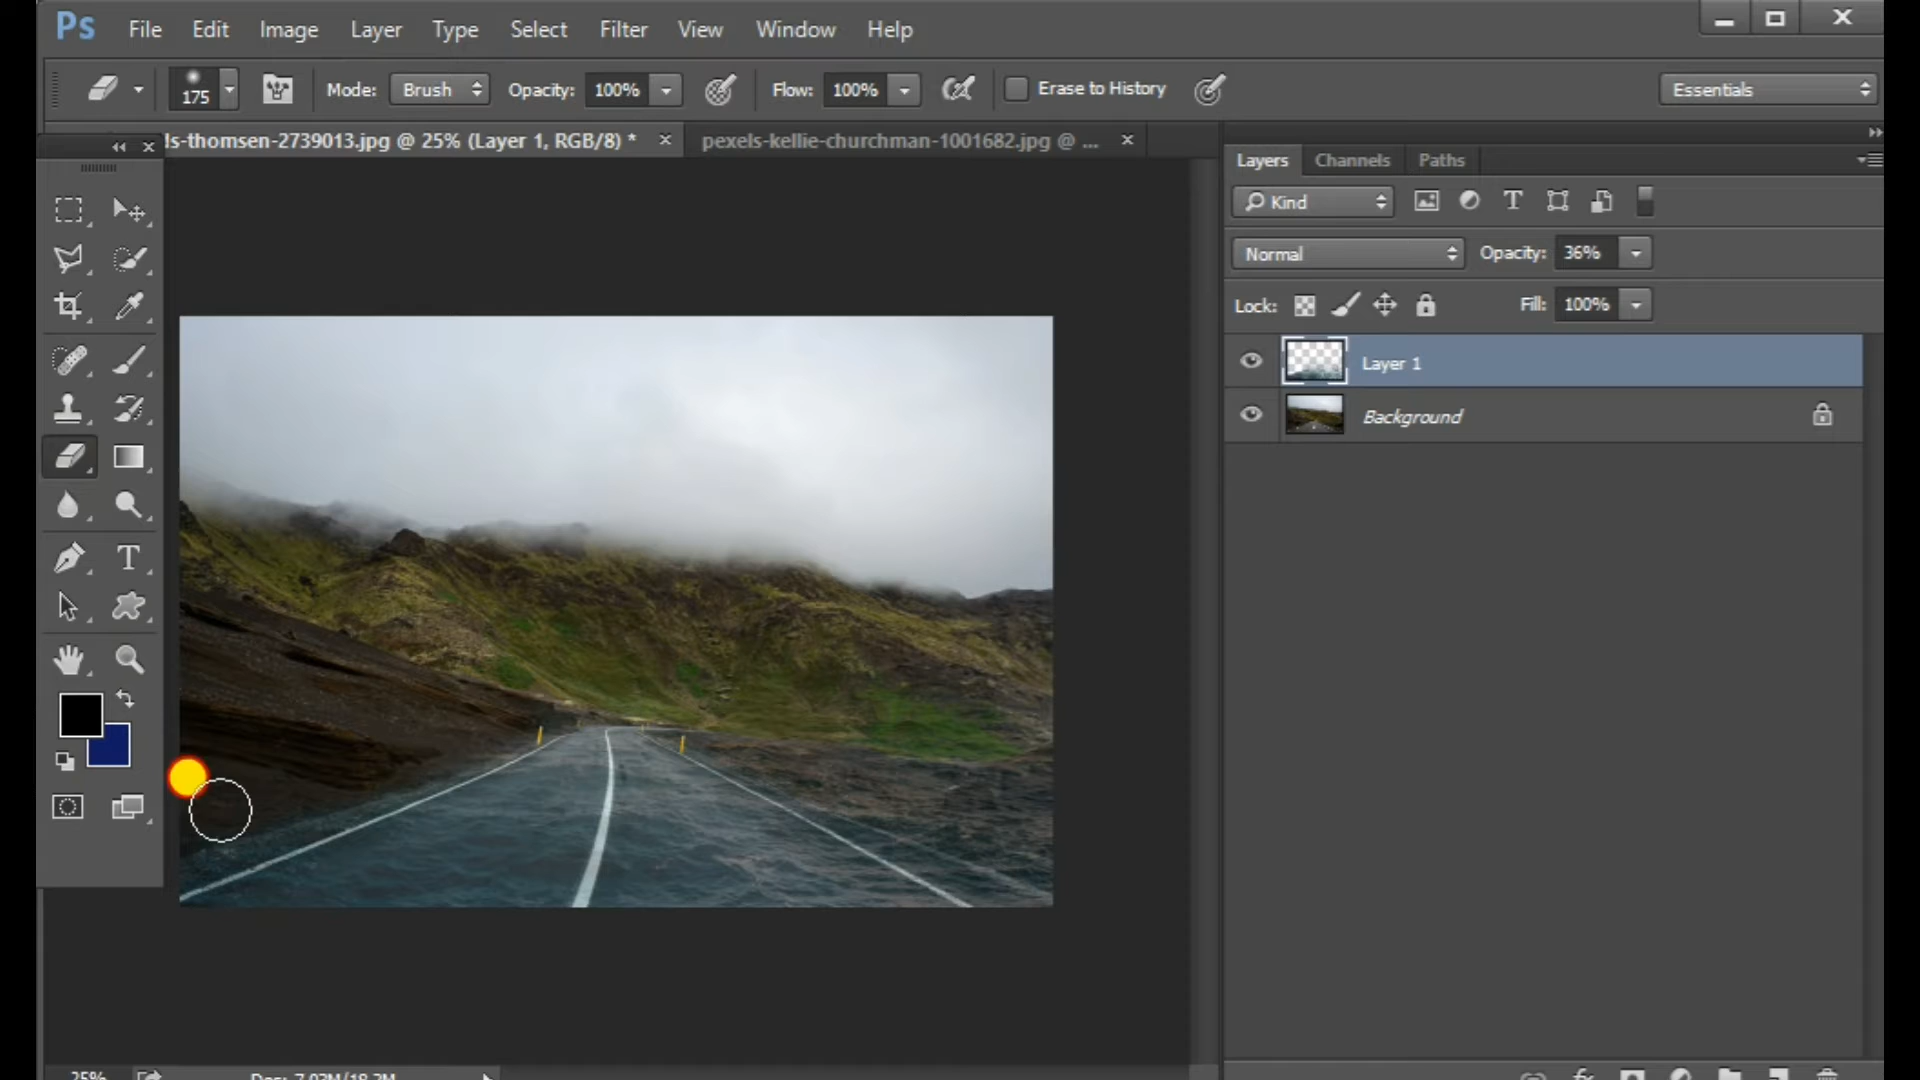 Ps File Edit Image Layer Type Select Filter View Window Help
175 Mode: Brush Opacity: 100% Flow: 100% Erase to History Essentials
ls-thomsen-2739013.jpg @ 25% (Layer 1, RGB/8) * pexels-kellie-churchman-1001682.jpg @ ...
Layers Channels Paths
Kind
Normal Opacity: 36%
Lock: Fill: 100%
Layer 1
Background
25% Doc: 7.03M/18.2M